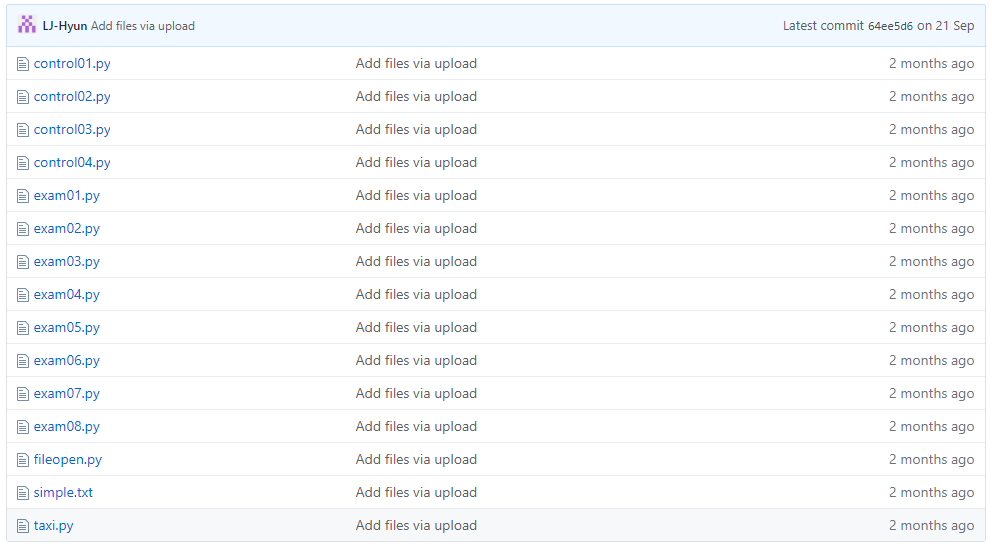 LJ-Hyun Add files via upload Latest commit 64ee5d6 on 21 Sep
control01.py Add files via upload 2 months ago
control02.py Add files via upload 2 months ago
control03.py Add files via upload 2 months ago
control04.py Add files via upload 2 months ago
exam01.py Add files via upload 2 months ago
exam02.py Add files via upload 2 months ago
exam03.py Add files via upload 2 months ago
exam04.py Add files via upload 2 months ago
exam05.py Add files via upload 2 months ago
exam06.py Add files via upload 2 months ago
exam07.py Add files via upload 2 months ago
exam08.py Add files via upload 2 months ago
fileopen.py Add files via upload 2 months ago
simple.txt Add files via upload 2 months ago
taxi.py Add files via upload 2 months ago